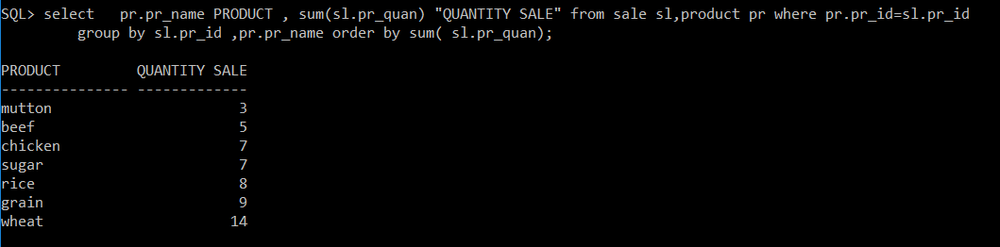 SQL> select   pr.pr_name PRODUCT , sum(sl.pr_quan) "QUANTITY SALE" from sale sl,product pr where pr.pr_id=sl.pr_id
        group by sl.pr_id ,pr.pr_name order by sum( sl.pr_quan);
PRODUCT         QUANTITY SALE
--------------- -------------
mutton                      3
beef                        5
chicken                     7
sugar                       7
rice                        8
grain                       9
wheat                      14